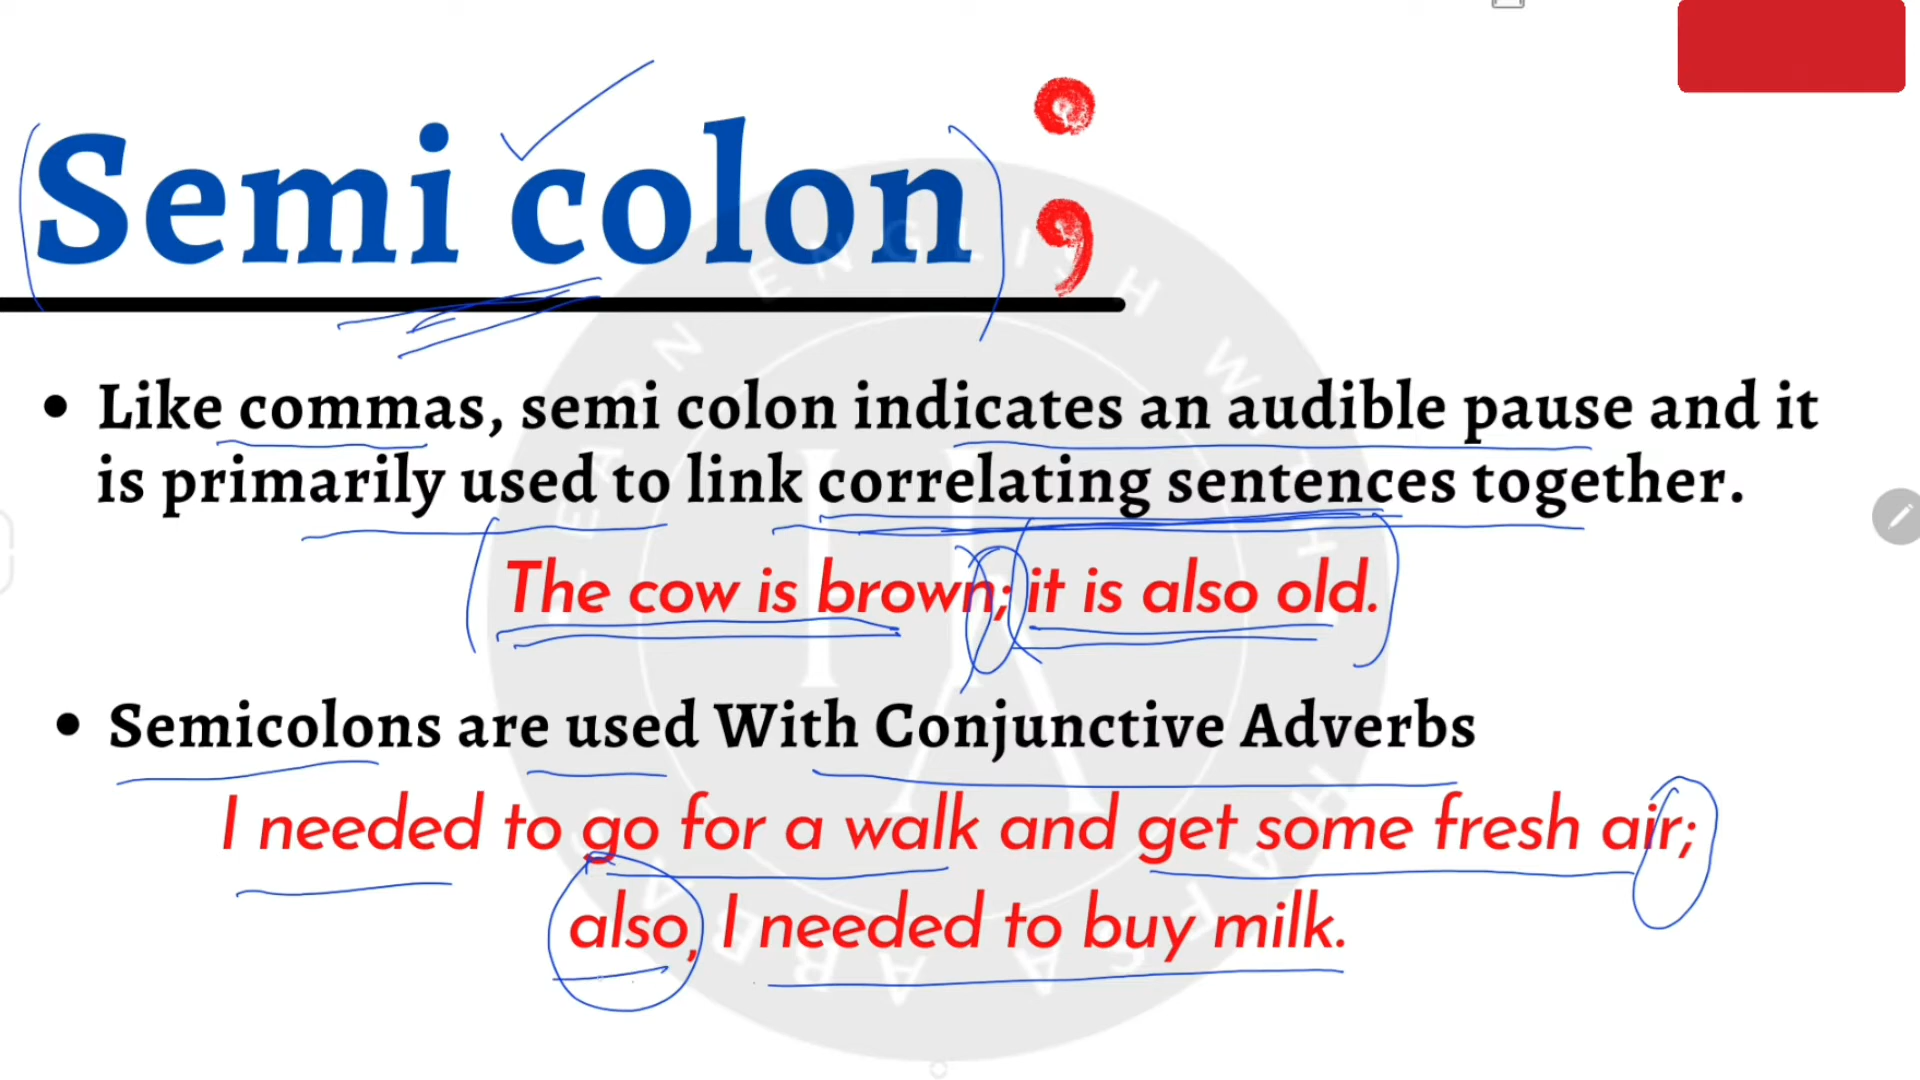 Semi colon ;
• Like commas, semi colon indicates an audible pause and it
is primarily used to link correlating sentences together.
The cow is brown; it is also old.
• Semicolons are used With Conjunctive Adverbs
I needed to go for a walk and get some fresh air;
also, I needed to buy milk.